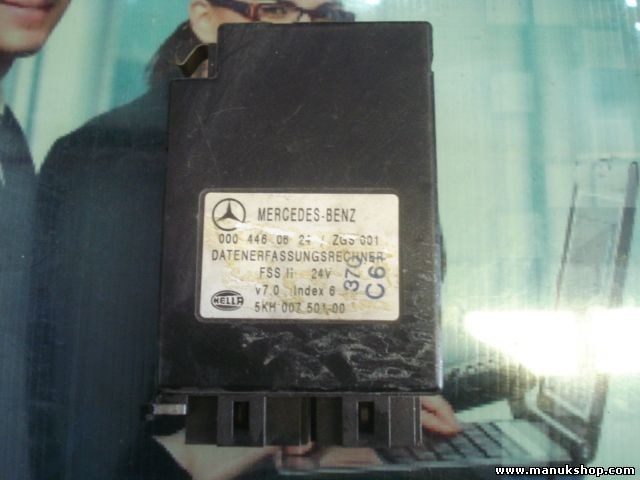 MERCEDES-BENZ
000 446 06 24 / ZGS 001
DATENERFASSUNGSRECHNER
FSS II 24V
v7.0 Index 6
370
C6
HELLA
5KH 007 501-00
www.manukshop.com